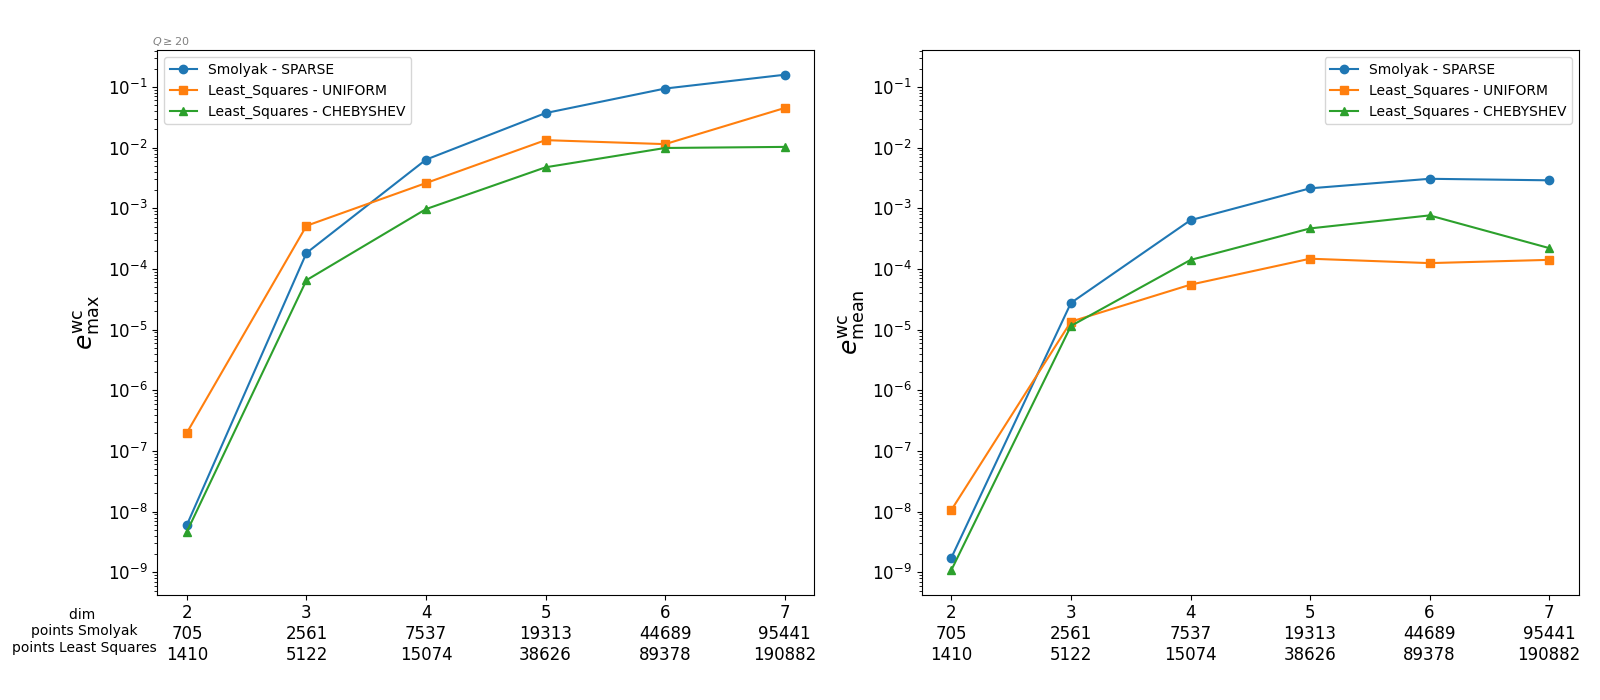 Q ≥ 20
Smolyak - SPARSE
Least_Squares - UNIFORM
Least_Squares - CHEBYSHEV
10⁻¹
10⁻²
10⁻³
10⁻⁴
10⁻⁵
10⁻⁶
10⁻⁷
10⁻⁸
10⁻⁹
e^wc_max
dim
points Smolyak
points Least Squares
2 3 4 5 6 7
705 2561 7537 19313 44689 95441
1410 5122 15074 38626 89378 190882
Smolyak - SPARSE
Least_Squares - UNIFORM
Least_Squares - CHEBYSHEV
10⁻¹
10⁻²
10⁻³
10⁻⁴
10⁻⁵
10⁻⁶
10⁻⁷
10⁻⁸
10⁻⁹
e^wc_mean
2 3 4 5 6 7
705 2561 7537 19313 44689 95441
1410 5122 15074 38626 89378 190882